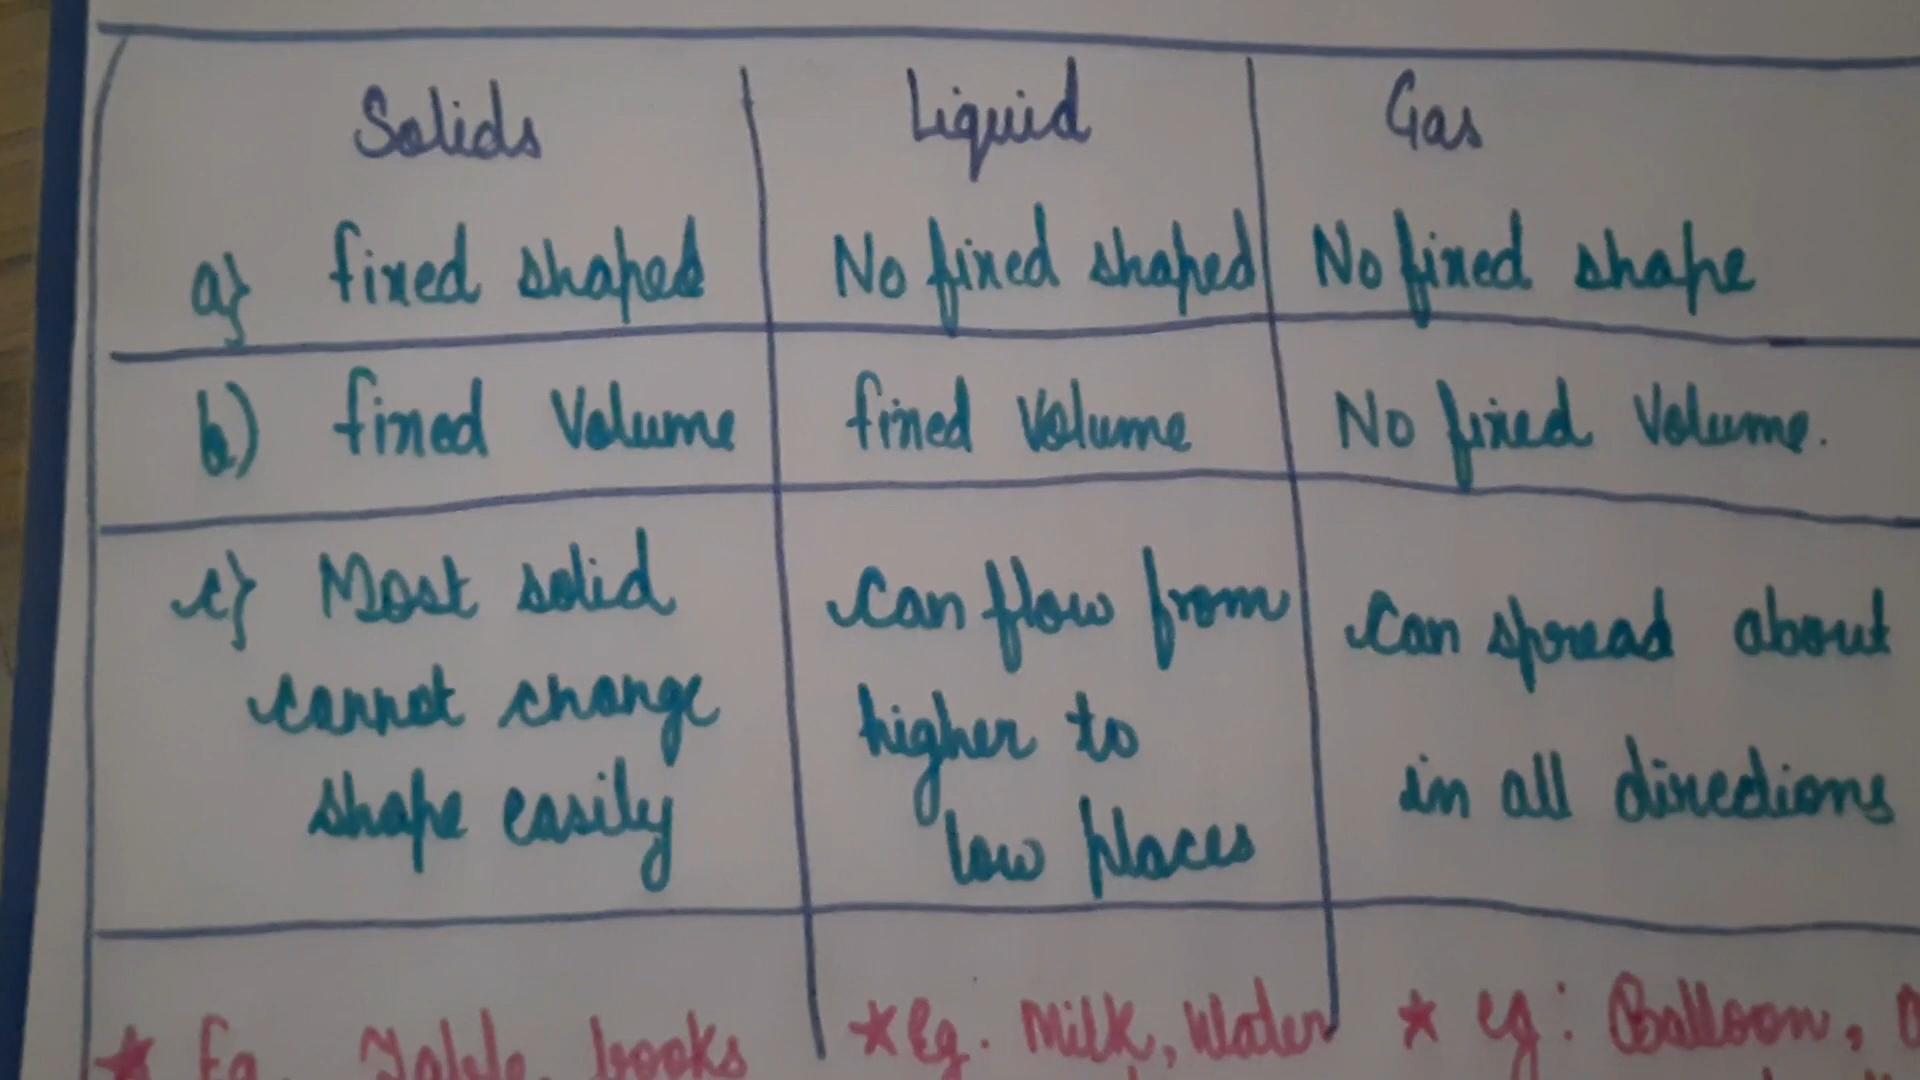 Solids Liquid Gas
a) fixed shaped No fixed shaped No fixed shape
b) fixed Volume fixed Volume No fixed Volume.
c) Most solid
cannot change
shape easily
Can flow from
higher to
low places
Can spread about
in all directions
★ Eg. Table, books
★ Eg. Milk, Water
★ eg: Balloon,